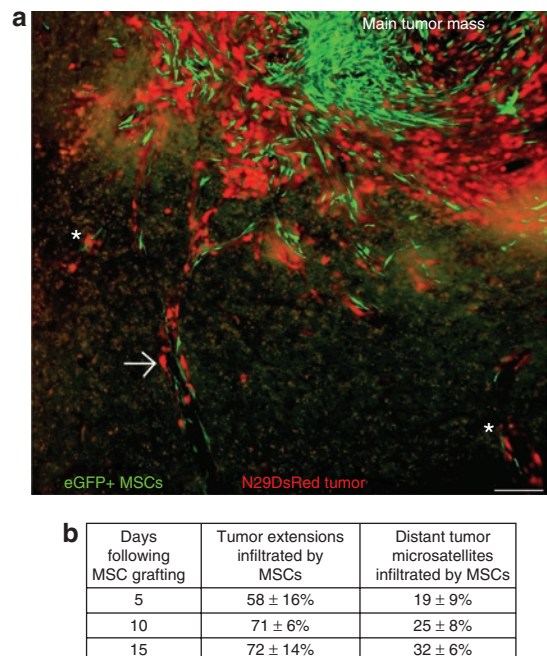 a
Main tumor mass
*
*
eGFP+ MSCs
N29DsRed tumor
b
Days following MSC grafting
Tumor extensions infiltrated by MSCs
Distant tumor microsatellites infiltrated by MSCs
5 58 ± 16% 19 ± 9%
10 71 ± 6% 25 ± 8%
15 72 ± 14% 32 ± 6%